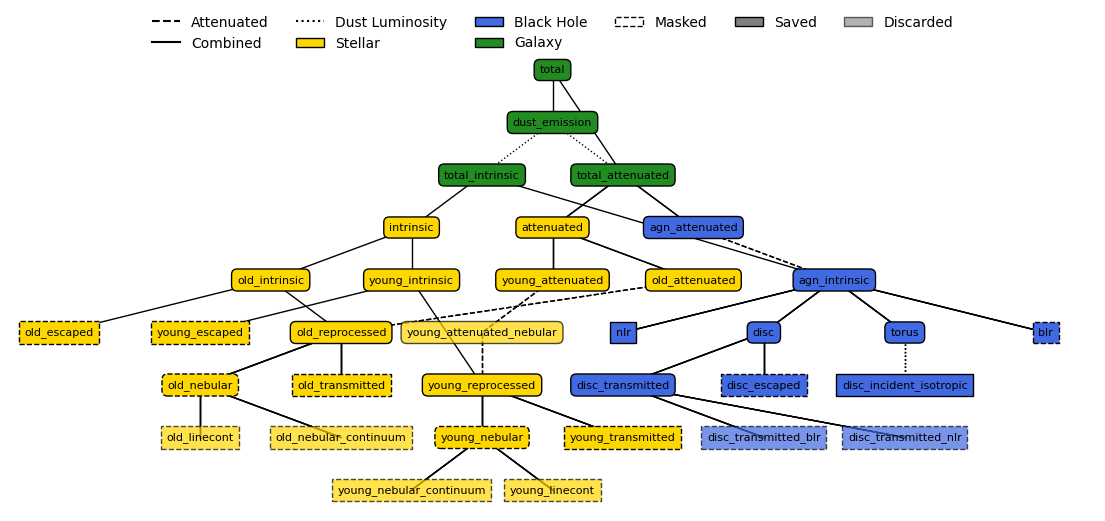 Attenuated
Dust Luminosity
Black Hole
Masked
Saved
Discarded
Combined
Stellar
Galaxy
total
dust_emission
total_intrinsic
total_attenuated
intrinsic
attenuated
agn_attenuated
old_intrinsic
young_intrinsic
young_attenuated
old_attenuated
agn_intrinsic
old_escaped
young_escaped
old_reprocessed
young_attenuated_nebular
nlr
disc
torus
blr
old_nebular
old_transmitted
young_reprocessed
disc_transmitted
disc_escaped
disc_incident_isotropic
old_linecont
old_nebular_continuum
young_nebular
young_transmitted
disc_transmitted_blr
disc_transmitted_nlr
young_nebular_continuum
young_linecont